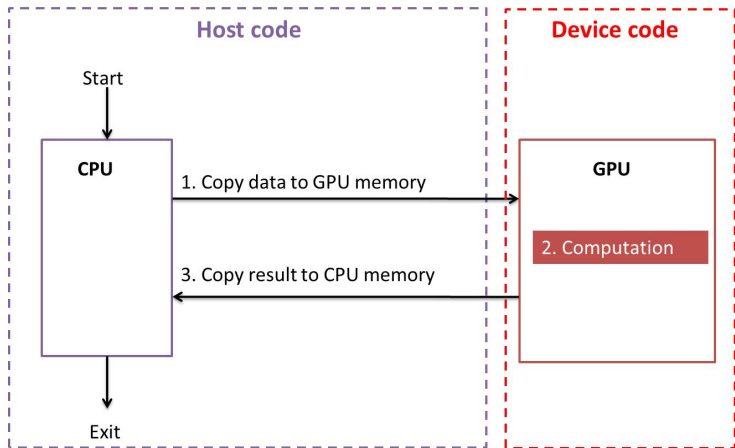 Host code
Device code
Start
CPU
GPU
1. Copy data to GPU memory
2. Computation
3. Copy result to CPU memory
Exit